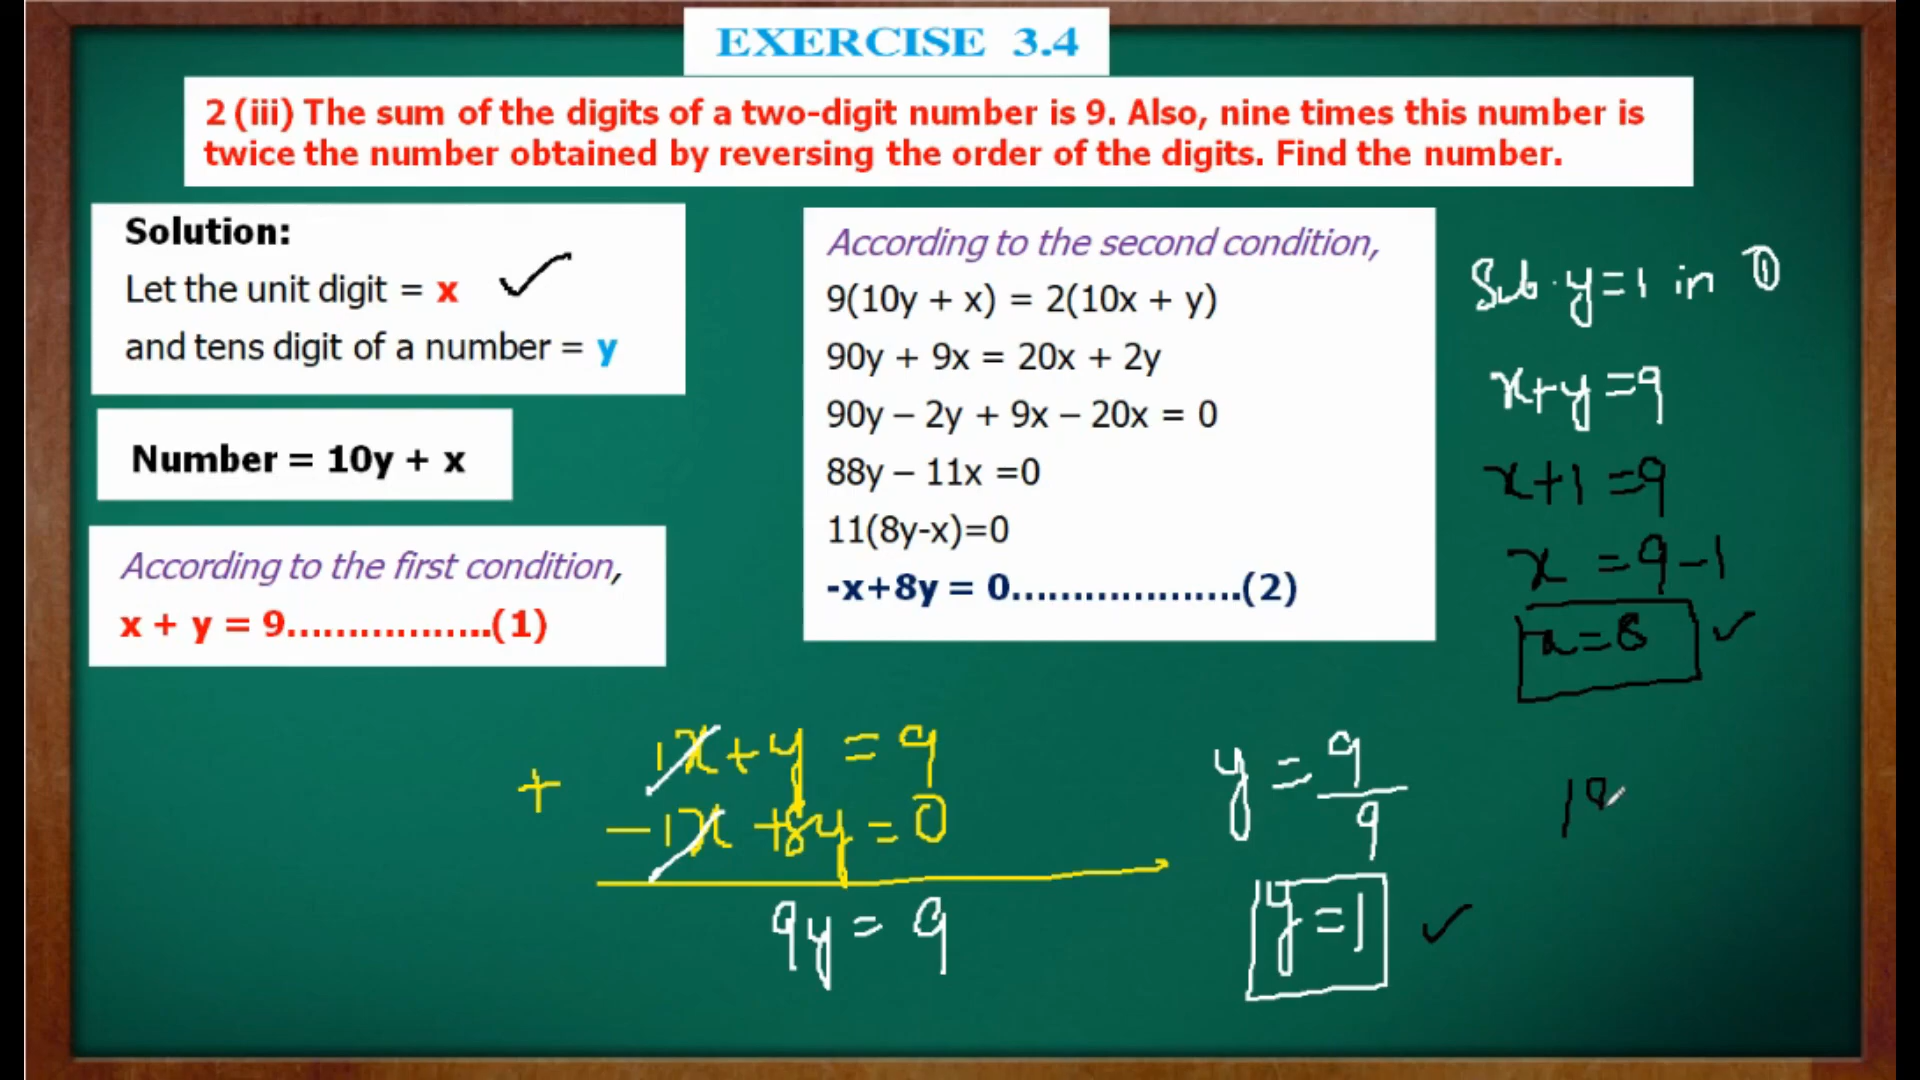 EXERCISE 3.4
2 (iii) The sum of the digits of a two-digit number is 9. Also, nine times this number is
twice the number obtained by reversing the order of the digits. Find the number.
Solution:
Let the unit digit = x
and tens digit of a number = y
Number = 10y + x
According to the first condition,
x + y = 9.................(1)
According to the second condition,
9(10y + x) = 2(10x + y)
90y + 9x = 20x + 2y
90y – 2y + 9x – 20x = 0
88y – 11x =0
11(8y-x)=0
-x+8y = 0...................(2)
Sub. y=1 in ①
x+y=9
x+1=9
x=9-1
x=8
1x+y=9
+
-1x+8y=0
9y=9
y=9/9
y=1